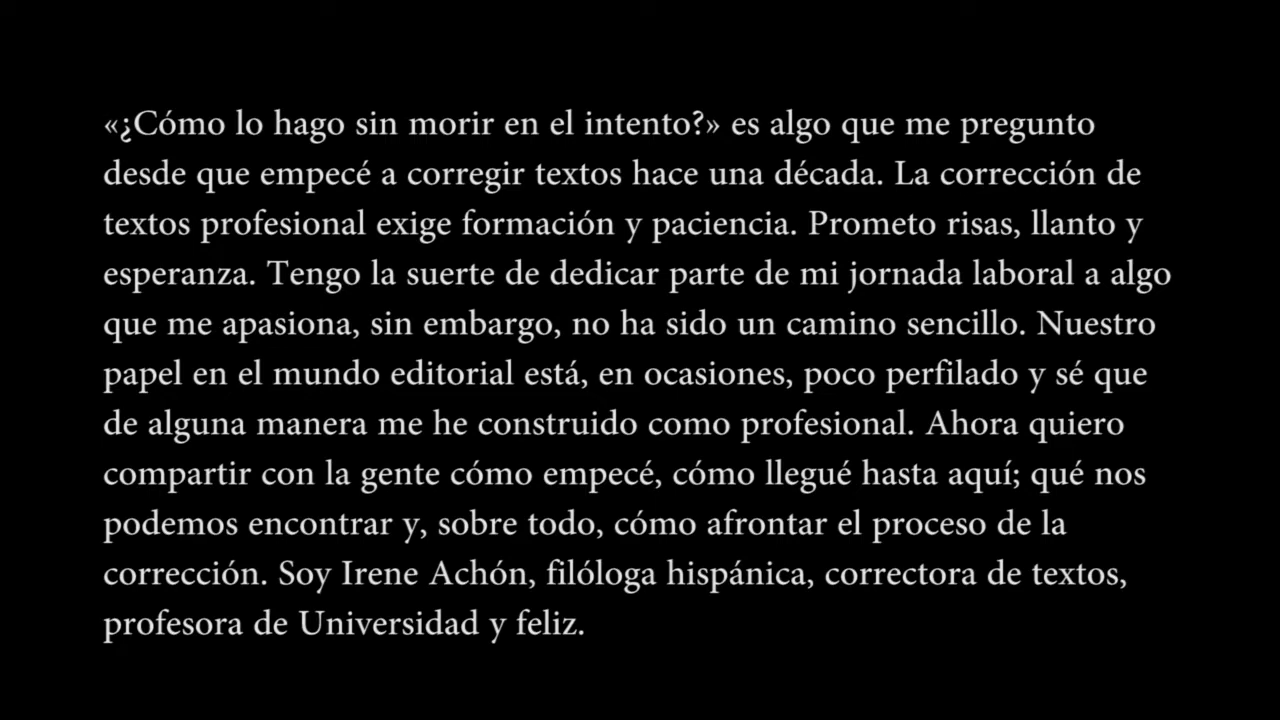 «¿Cómo lo hago sin morir en el intento?» es algo que me pregunto
desde que empecé a corregir textos hace una década. La corrección de
textos profesional exige formación y paciencia. Prometo risas, llanto y
esperanza. Tengo la suerte de dedicar parte de mi jornada laboral a algo
que me apasiona, sin embargo, no ha sido un camino sencillo. Nuestro
papel en el mundo editorial está, en ocasiones, poco perfilado y sé que
de alguna manera me he construido como profesional. Ahora quiero
compartir con la gente cómo empecé, cómo llegué hasta aquí; qué nos
podemos encontrar y, sobre todo, cómo afrontar el proceso de la
corrección. Soy Irene Achón, filóloga hispánica, correctora de textos,
profesora de Universidad y feliz.